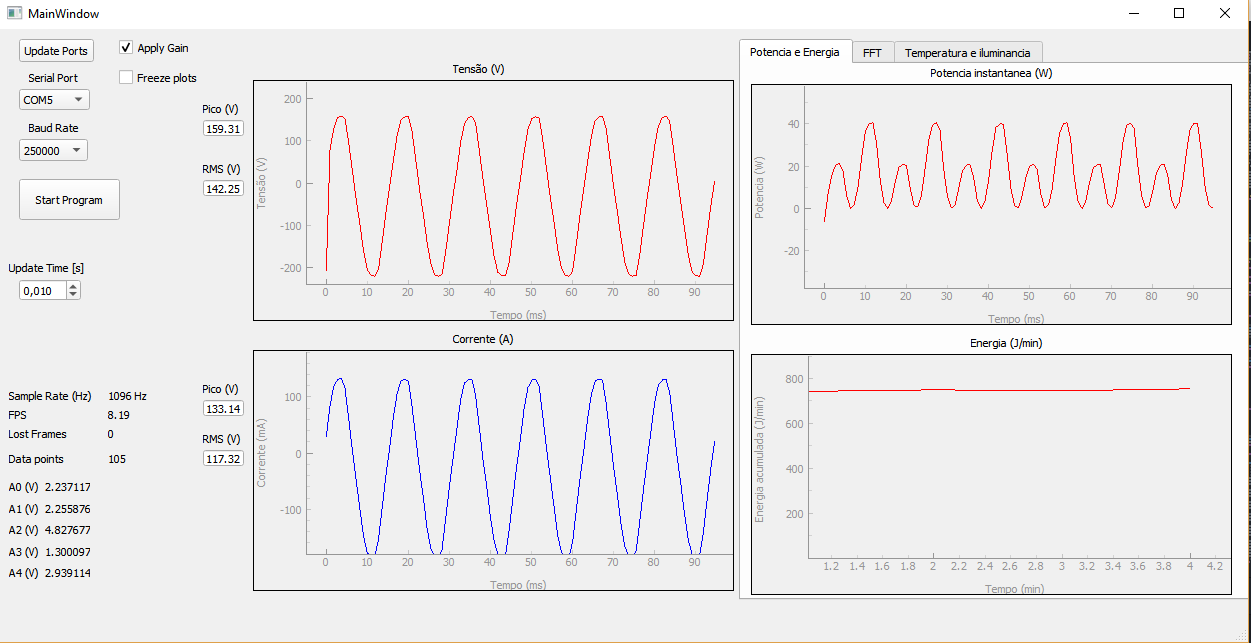 MainWindow
Update Ports
Apply Gain
Serial Port
Freeze plots
COM5
Baud Rate
250000
Start Program
Update Time [s]
0,010
Sample Rate (Hz) 1096 Hz
FPS 8.19
Lost Frames 0
Data points 105
A0 (V) 2.237117
A1 (V) 2.255876
A2 (V) 4.827677
A3 (V) 1.300097
A4 (V) 2.939114
Pico (V)
159.31
RMS (V)
142.25
Pico (V)
133.14
RMS (V)
117.32
Tensão (V)
Tensão (V)
200
100
0
-100
-200
0 10 20 30 40 50 60 70 80 90
Tempo (ms)
Corrente (A)
Corrente (mA)
100
0
-100
0 10 20 30 40 50 60 70 80 90
Tempo (ms)
Potencia e Energia FFT Temperatura e iluminancia
Potencia instantanea (W)
Potencia (W)
40
20
0
-20
0 10 20 30 40 50 60 70 80 90
Tempo (ms)
Energia (J/min)
Energia acumulada (J/min)
800
600
400
200
1.2 1.4 1.6 1.8 2 2.2 2.4 2.6 2.8 3 3.2 3.4 3.6 3.8 4 4.2
Tempo (min)